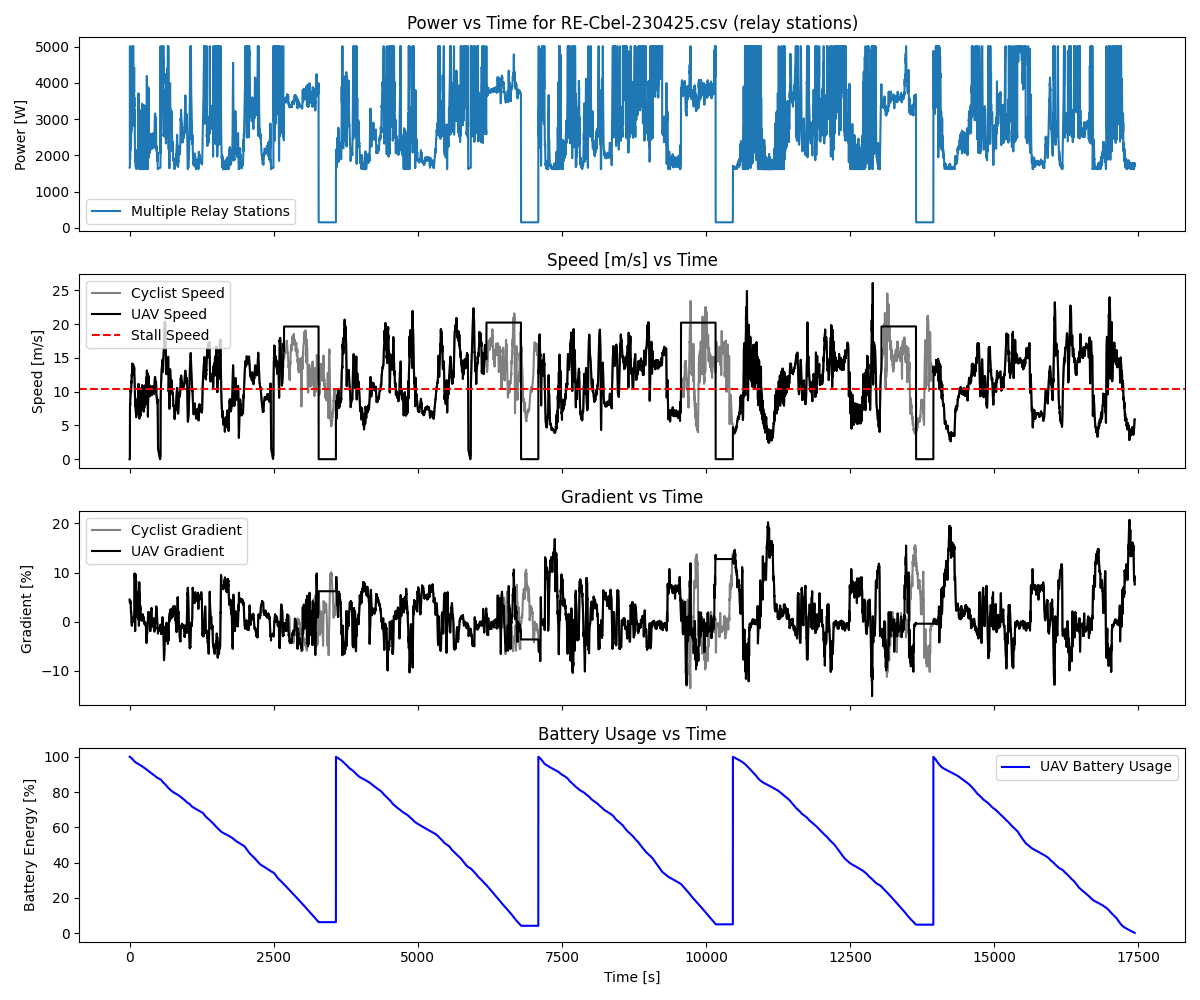 Power vs Time for RE-Cbel-230425.csv (relay stations)
Power [W]
5000
4000
3000
2000
1000
0
Multiple Relay Stations
Speed [m/s] vs Time
Speed [m/s]
25
20
15
10
5
0
Cyclist Speed
UAV Speed
Stall Speed
Gradient vs Time
Gradient [%]
20
10
0
−10
Cyclist Gradient
UAV Gradient
Battery Usage vs Time
Battery Energy [%]
100
80
60
40
20
0
UAV Battery Usage
0 2500 5000 7500 10000 12500 15000 17500
Time [s]